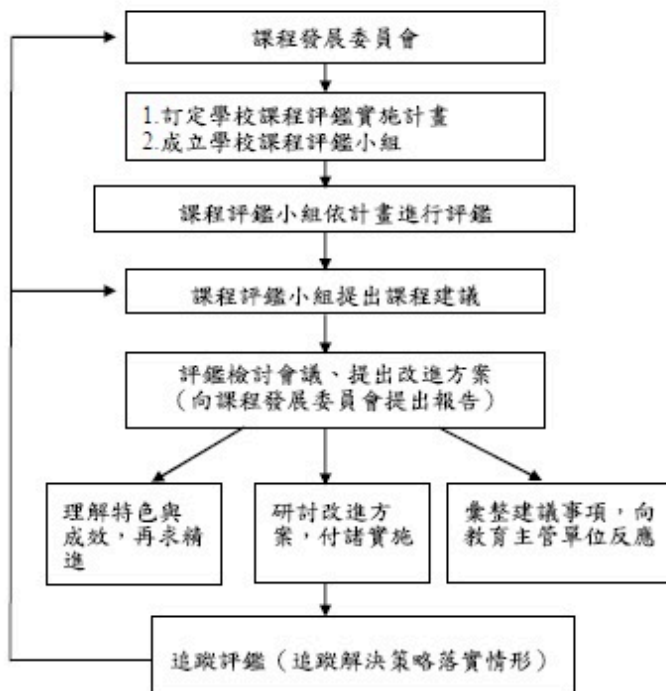 課程發展委員會
1.訂定學校課程評鑑實施計畫
2.成立學校課程評鑑小組
課程評鑑小組依計畫進行評鑑
課程評鑑小組提出課程建議
評鑑檢討會議、提出改進方案
（向課程發展委員會提出報告）
理解特色與
成效，再求精
進
研討改進方
案，付諸實施
彙整建議事項，向
教育主管單位反應
追蹤評鑑（追蹤解決策略落實情形）